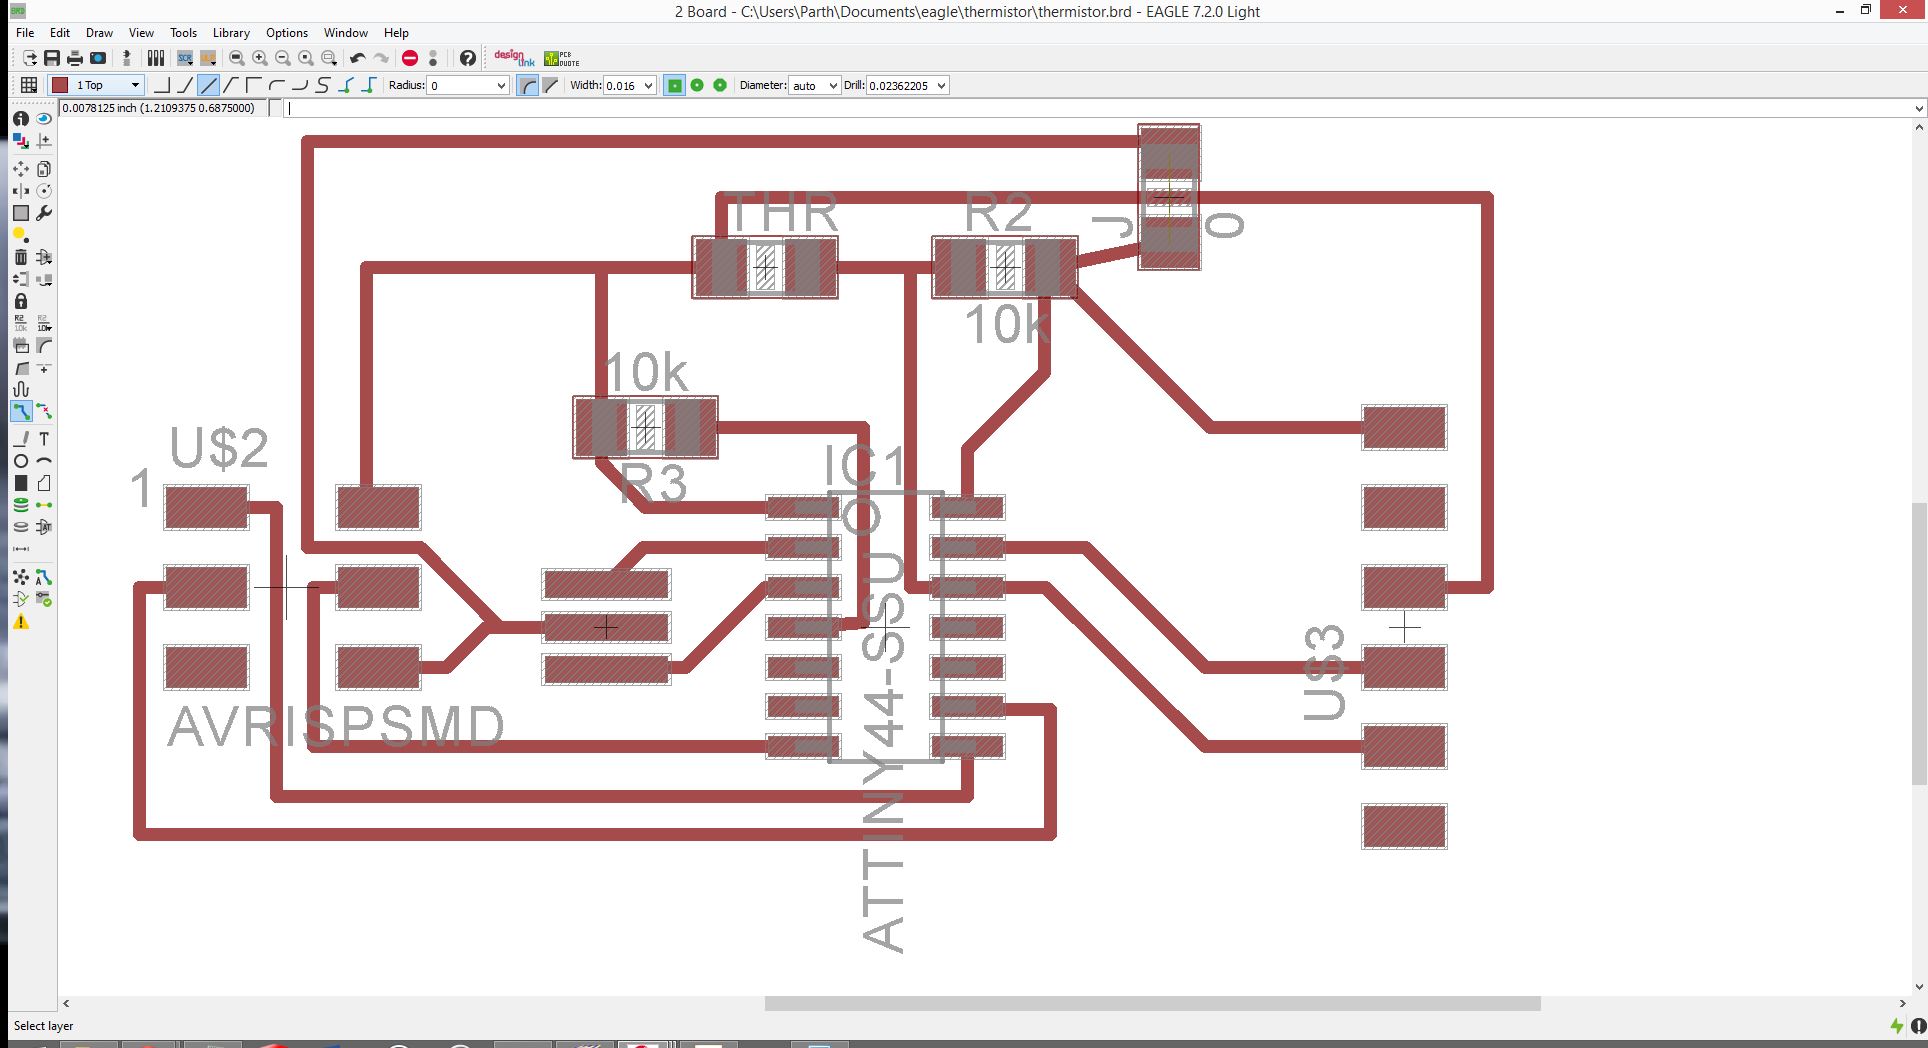 2 Board - C:\Users\Parth\Documents\eagle\thermistor\thermistor.brd - EAGLE 7.2.0 Light
File Edit Draw View Tools Library Options Window Help
design link PCB QUOTE
1 Top Radius: 0 Width: 0.016 Diameter: auto Drill: 0.02362205
0.0078125 inch (1.2109375 0.6875000)
THR R2 J 0
10k
10k
R3
U$2
1
IC1
ATTINY44-SSU
U$3
AVRISPSMD
Select layer